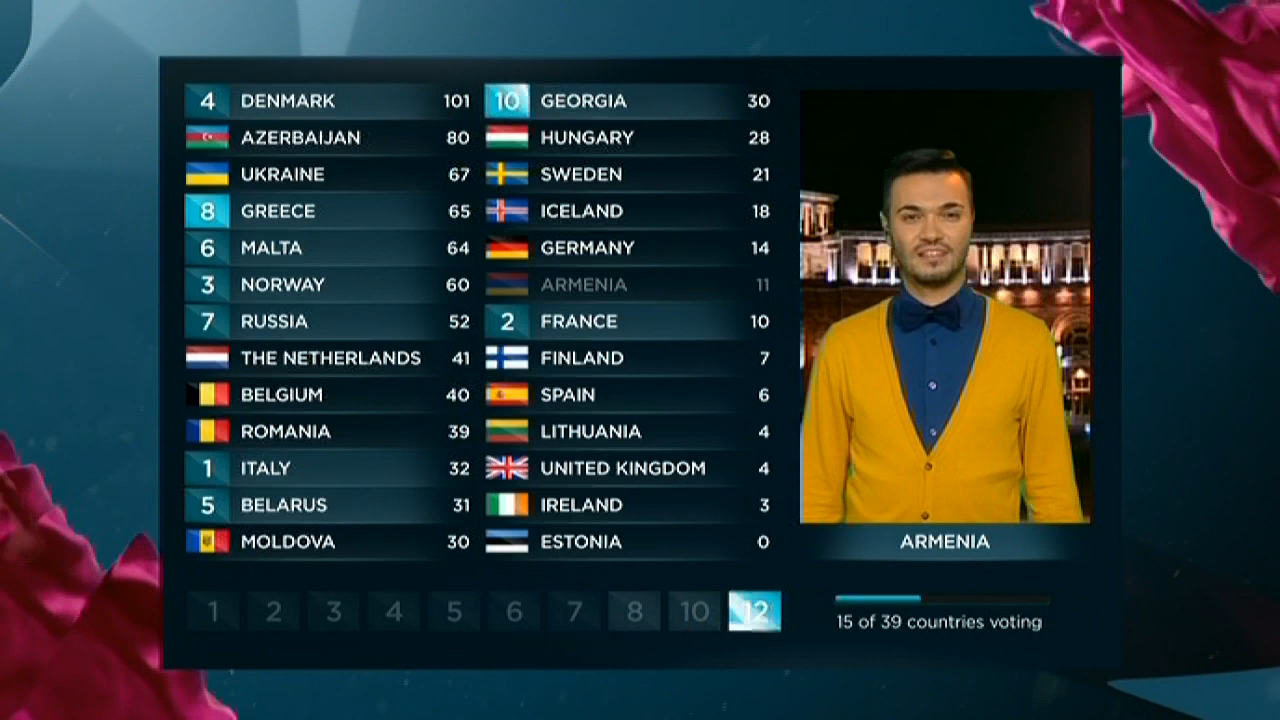 4 DENMARK 101
AZERBAIJAN 80
UKRAINE 67
8 GREECE 65
6 MALTA 64
3 NORWAY 60
7 RUSSIA 52
THE NETHERLANDS 41
BELGIUM 40
ROMANIA 39
1 ITALY 32
5 BELARUS 31
MOLDOVA 30
10 GEORGIA 30
HUNGARY 28
SWEDEN 21
ICELAND 18
GERMANY 14
ARMENIA 11
2 FRANCE 10
FINLAND 7
SPAIN 6
LITHUANIA 4
UNITED KINGDOM 4
IRELAND 3
ESTONIA 0
1 2 3 4 5 6 7 8 10 12
ARMENIA
15 of 39 countries voting